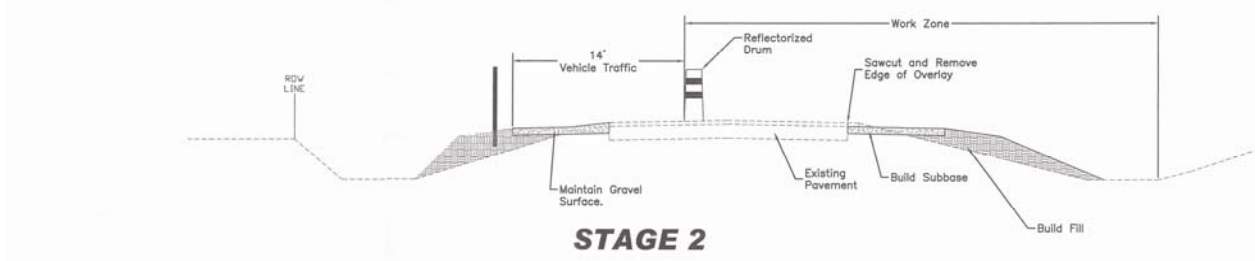 Work Zone
Reflectorized
Drum
14'
Vehicle Traffic
Sawcut and Remove
Edge of Overlay
ROW
LINE
Maintain Gravel
Surface.
Existing
Pavement
Build Subbase
Build Fill
STAGE 2